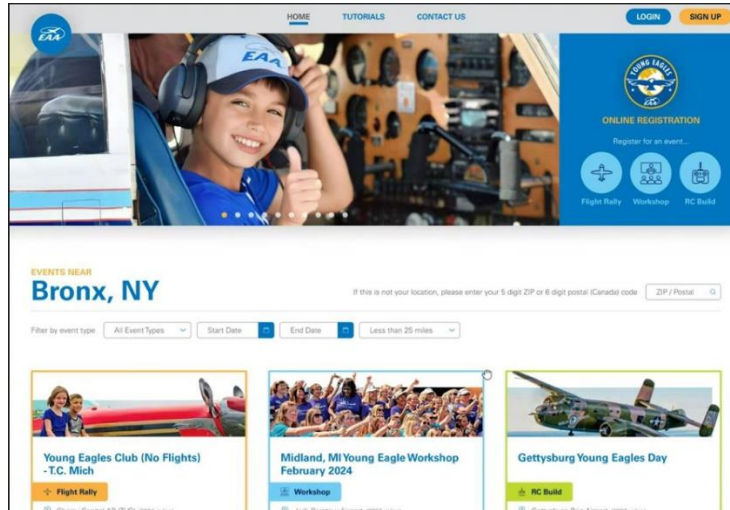 EAA
HOME TUTORIALS CONTACT US LOGIN SIGN UP
EAA
YOUNG EAGLES
EAA
ONLINE REGISTRATION
Register for an event...
Flight Rally Workshop RC Build
EVENTS NEAR
Bronx, NY
If this is not your location, please enter your 5 digit ZIP or 6 digit postal (Canada) code ZIP / Postal
Filter by event type All Event Types Start Date End Date Less than 25 miles
Young Eagles Club (No Flights)
- T.C. Mich
Flight Rally
Midland, MI Young Eagle Workshop
February 2024
Workshop
Gettysburg Young Eagles Day
RC Build